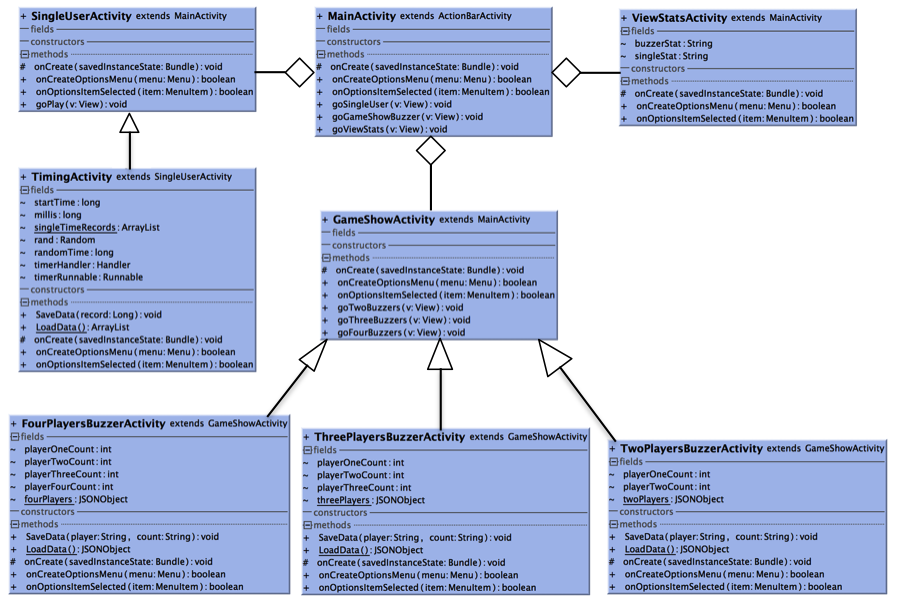 + SingleUserActivity extends MainActivity
fields
constructors
methods
# onCreate(savedInstanceState: Bundle): void
+ onCreateOptionsMenu(menu: Menu): boolean
+ onOptionsItemSelected(item: MenuItem): boolean
+ goPlay(v: View): void
+ MainActivity extends ActionBarActivity
fields
constructors
methods
# onCreate(savedInstanceState: Bundle): void
+ onCreateOptionsMenu(menu: Menu): boolean
+ onOptionsItemSelected(item: MenuItem): boolean
+ goSingleUser(v: View): void
+ goGameShowBuzzer(v: View): void
+ goViewStats(v: View): void
+ ViewStatsActivity extends MainActivity
fields
~ buzzerStat: String
~ singleStat: String
constructors
methods
# onCreate(savedInstanceState: Bundle): void
+ onCreateOptionsMenu(menu: Menu): boolean
+ onOptionsItemSelected(item: MenuItem): boolean
+ TimingActivity extends SingleUserActivity
fields
~ startTime: long
~ millis: long
~ singleTimeRecords: ArrayList
~ rand: Random
~ randomTime: long
~ timerHandler: Handler
~ timerRunnable: Runnable
constructors
methods
+ SaveData(record: Long): void
+ LoadData(): ArrayList
# onCreate(savedInstanceState: Bundle): void
+ onCreateOptionsMenu(menu: Menu): boolean
+ onOptionsItemSelected(item: MenuItem): boolean
+ GameShowActivity extends MainActivity
fields
constructors
methods
# onCreate(savedInstanceState: Bundle): void
+ onCreateOptionsMenu(menu: Menu): boolean
+ onOptionsItemSelected(item: MenuItem): boolean
+ goTwoBuzzers(v: View): void
+ goThreeBuzzers(v: View): void
+ goFourBuzzers(v: View): void
+ FourPlayersBuzzerActivity extends GameShowActivity
fields
~ playerOneCount: int
~ playerTwoCount: int
~ playerThreeCount: int
~ playerFourCount: int
~ fourPlayers: JSONObject
constructors
methods
+ SaveData(player: String, count: String): void
+ LoadData(): JSONObject
# onCreate(savedInstanceState: Bundle): void
+ onCreateOptionsMenu(menu: Menu): boolean
+ onOptionsItemSelected(item: MenuItem): boolean
+ ThreePlayersBuzzerActivity extends GameShowActivity
fields
~ playerOneCount: int
~ playerTwoCount: int
~ playerThreeCount: int
~ threePlayers: JSONObject
constructors
methods
+ SaveData(player: String, count: String): void
+ LoadData(): JSONObject
# onCreate(savedInstanceState: Bundle): void
+ onCreateOptionsMenu(menu: Menu): boolean
+ onOptionsItemSelected(item: MenuItem): boolean
+ TwoPlayersBuzzerActivity extends GameShowActivity
fields
~ playerOneCount: int
~ playerTwoCount: int
~ twoPlayers: JSONObject
constructors
methods
+ SaveData(player: String, count: String): void
+ LoadData(): JSONObject
# onCreate(savedInstanceState: Bundle): void
+ onCreateOptionsMenu(menu: Menu): boolean
+ onOptionsItemSelected(item: MenuItem): boolean